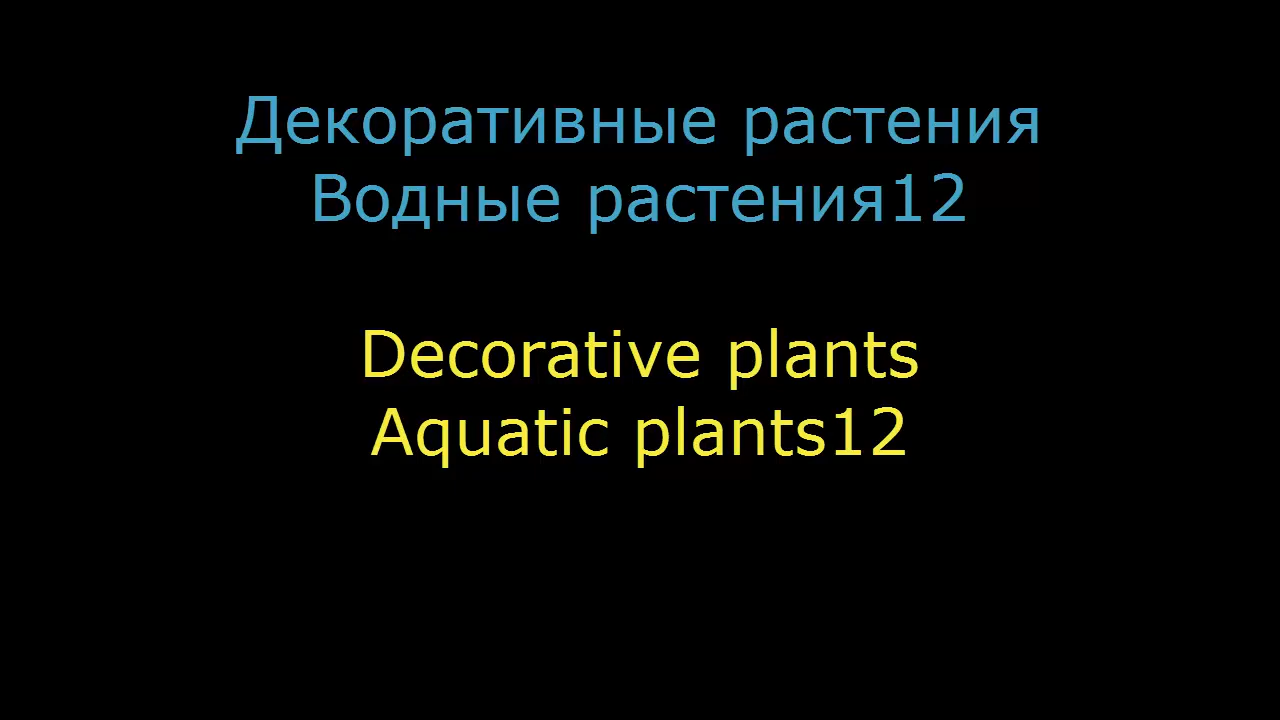 Декоративные растения
Водные растения12
Decorative plants
Aquatic plants12